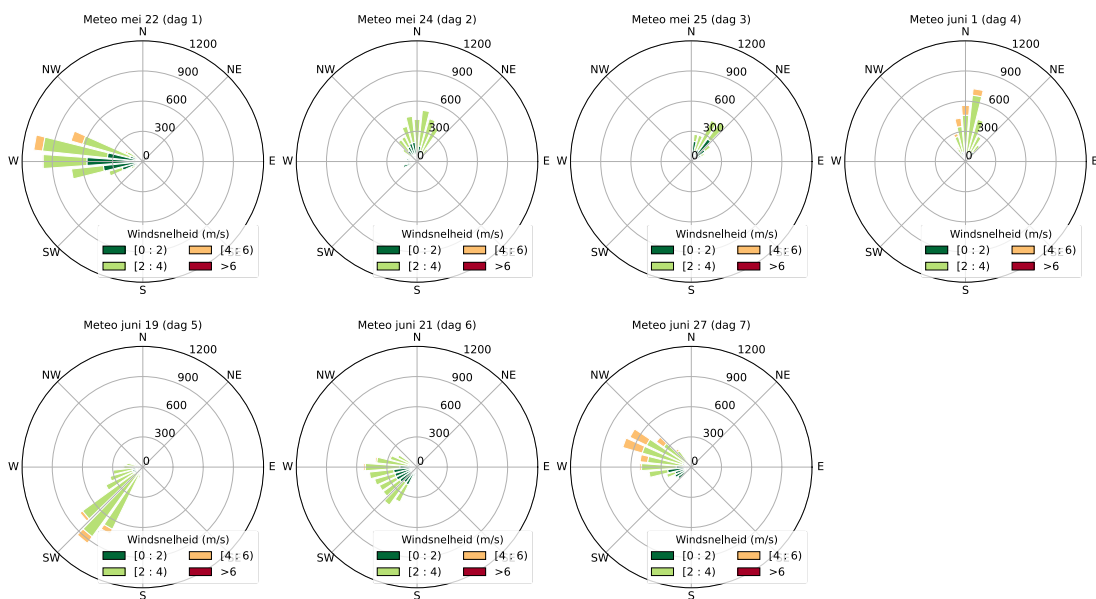 Meteo mei 22 (dag 1)
N
1200
NW
NE
900
600
300
0
W
E
SW
S
Windsnelheid (m/s)
[0 : 2)
[4 : 6)
[2 : 4)
>6
Meteo mei 24 (dag 2)
N
1200
NW
NE
900
600
300
0
W
E
SW
S
Windsnelheid (m/s)
[0 : 2)
[4 : 6)
[2 : 4)
>6
Meteo mei 25 (dag 3)
N
1200
NW
NE
900
600
300
0
W
E
SW
S
Windsnelheid (m/s)
[0 : 2)
[4 : 6)
[2 : 4)
>6
Meteo juni 1 (dag 4)
N
1200
NW
NE
900
600
300
0
W
E
SW
S
Windsnelheid (m/s)
[0 : 2)
[4 : 6)
[2 : 4)
>6
Meteo juni 19 (dag 5)
N
1200
NW
NE
900
600
300
0
W
E
SW
S
Windsnelheid (m/s)
[0 : 2)
[4 : 6)
[2 : 4)
>6
Meteo juni 21 (dag 6)
N
1200
NW
NE
900
600
300
0
W
E
SW
S
Windsnelheid (m/s)
[0 : 2)
[4 : 6)
[2 : 4)
>6
Meteo juni 27 (dag 7)
N
1200
NW
NE
900
600
300
0
W
E
SW
S
Windsnelheid (m/s)
[0 : 2)
[4 : 6)
[2 : 4)
>6